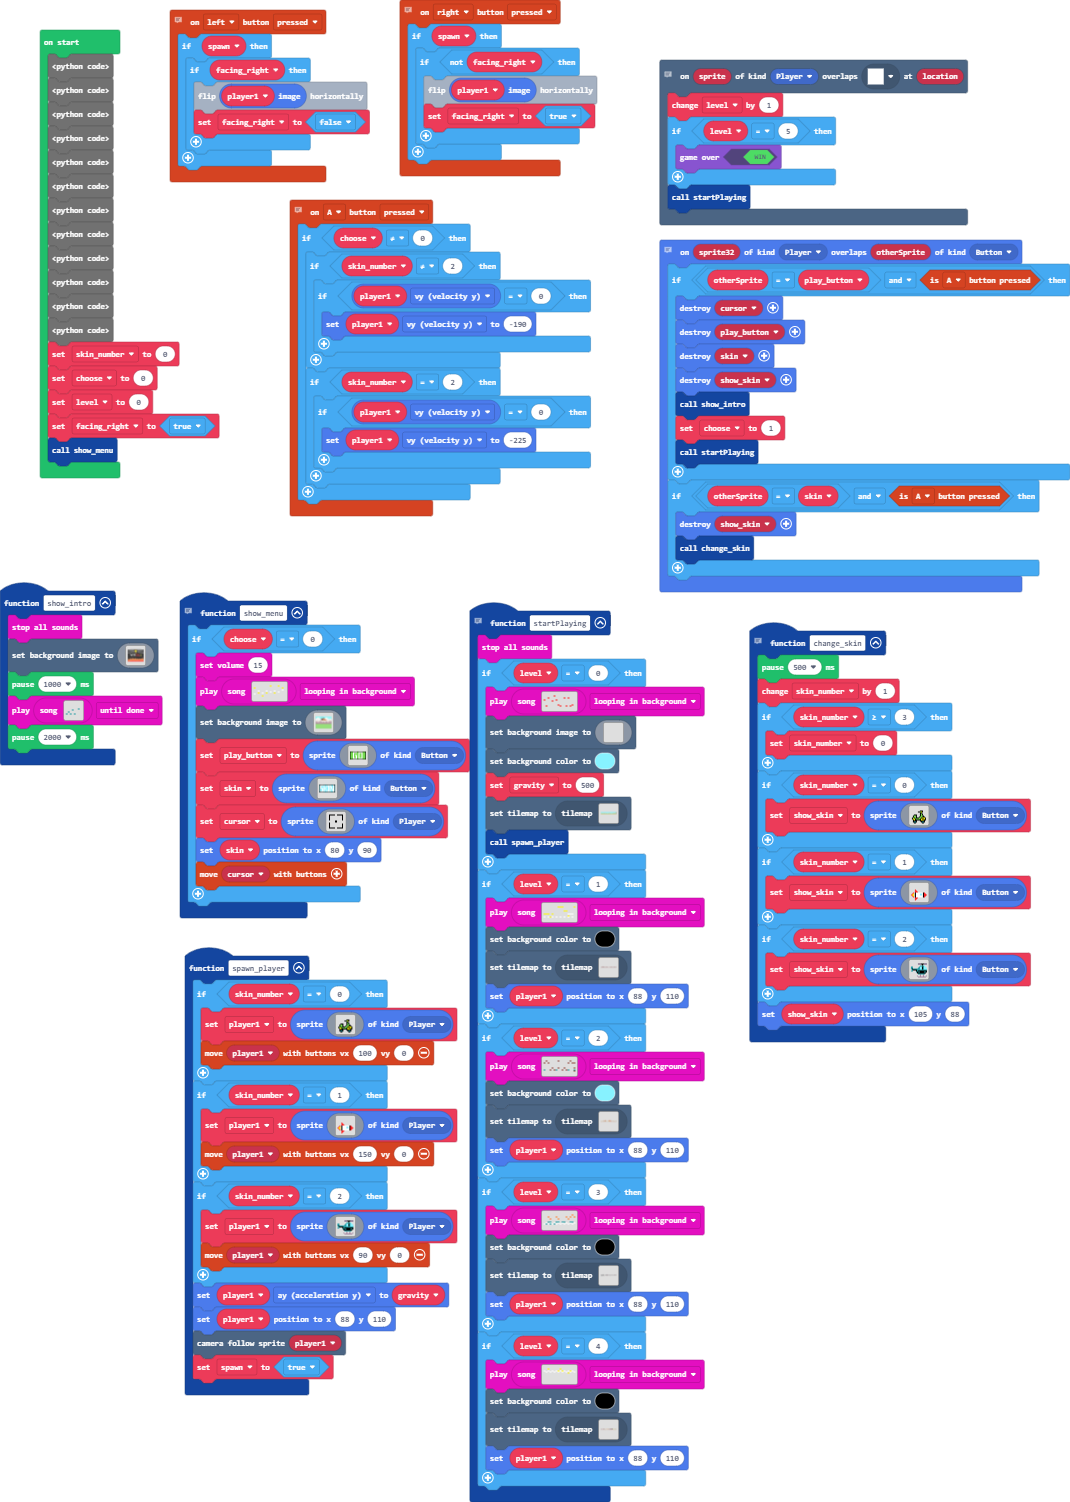 on start
<python code>
<python code>
<python code>
<python code>
<python code>
<python code>
<python code>
<python code>
<python code>
<python code>
<python code>
<python code>
set skin_number to 0
set choose to 0
set level to 0
set facing_right to true
call show_menu
on left button pressed
if spawn then
if facing_right then
flip player1 image horizontally
set facing_right to false
on right button pressed
if spawn then
if not facing_right then
flip player1 image horizontally
set facing_right to true
on A button pressed
if choose ≠ 0 then
if skin_number ≠ 2 then
if player1 vy (velocity y) = 0 then
set player1 vy (velocity y) to -190
if skin_number = 2 then
if player1 vy (velocity y) = 0 then
set player1 vy (velocity y) to -225
on sprite of kind Player overlaps at location
change level by 1
if level = 5 then
game over WIN
call startPlaying
on sprite32 of kind Player overlaps otherSprite of kind Button
if otherSprite = play_button and is A button pressed then
destroy cursor
destroy play_button
destroy skin
destroy show_skin
call show_intro
set choose to 1
call startPlaying
if otherSprite = skin and is A button pressed then
destroy show_skin
call change_skin
function show_intro
stop all sounds
set background image to
pause 1000 ms
play song until done
pause 2000 ms
function show_menu
if choose = 0 then
set volume 15
play song looping in background
set background image to
set play_button to sprite of kind Button
set skin to sprite of kind Button
set cursor to sprite of kind Player
set skin position to x 80 y 90
move cursor with buttons
function spawn_player
if skin_number = 0 then
set player1 to sprite of kind Player
move player1 with buttons vx 100 vy 0
if skin_number = 1 then
set player1 to sprite of kind Player
move player1 with buttons vx 150 vy 0
if skin_number = 2 then
set player1 to sprite of kind Player
move player1 with buttons vx 90 vy 0
set player1 ay (acceleration y) to gravity
set player1 position to x 88 y 110
camera follow sprite player1
set spawn to true
function startPlaying
stop all sounds
if level = 0 then
play song looping in background
set background image to
set background color to
set gravity to 500
set tilemap to tilemap
call spawn_player
if level = 1 then
play song looping in background
set background color to
set tilemap to tilemap
set player1 position to x 88 y 110
if level = 2 then
play song looping in background
set background color to
set tilemap to tilemap
set player1 position to x 88 y 110
if level = 3 then
play song looping in background
set background color to
set tilemap to tilemap
set player1 position to x 88 y 110
if level = 4 then
play song looping in background
set background color to
set tilemap to tilemap
set player1 position to x 88 y 110
function change_skin
pause 500 ms
change skin_number by 1
if skin_number ≥ 3 then
set skin_number to 0
if skin_number = 0 then
set show_skin to sprite of kind Button
if skin_number = 1 then
set show_skin to sprite of kind Button
if skin_number = 2 then
set show_skin to sprite of kind Button
set show_skin position to x 105 y 88